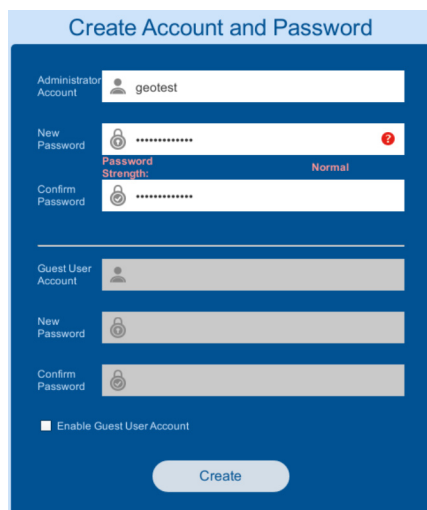 Create Account and Password
Administrator
Account
geotest
New
Password
•••••••••••••
?
Password
Strength:
Normal
Confirm
Password
•••••••••••••
Guest User
Account
New
Password
Confirm
Password
Enable Guest User Account
Create